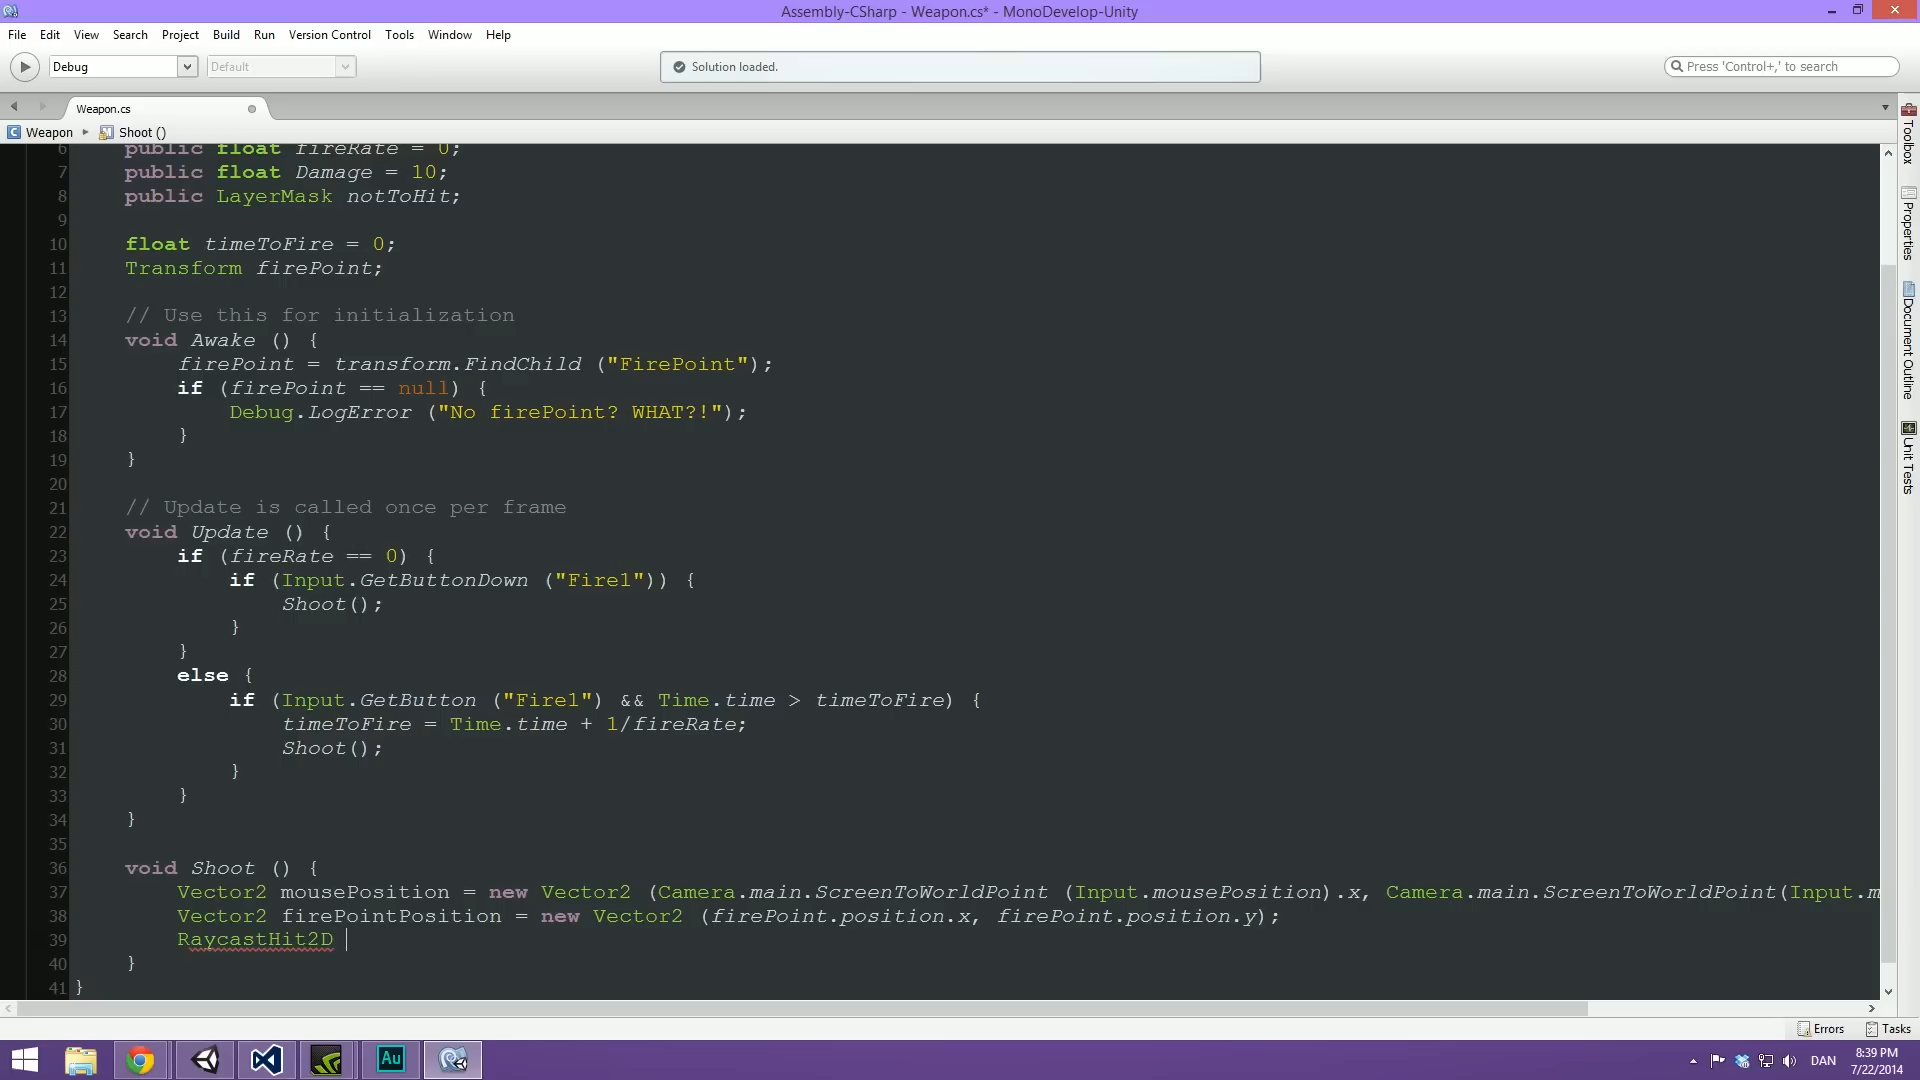 Assembly-CSharp - Weapon.cs* - MonoDevelop-Unity
File Edit View Search Project Build Run Version Control Tools Window Help
Debug Default Solution loaded. Press 'Control+,' to search
Weapon.cs
Weapon Shoot ()
6 public float fireRate = 0;
7 public float Damage = 10;
8 public LayerMask notToHit;
9
10 float timeToFire = 0;
11 Transform firePoint;
12
13 // Use this for initialization
14 void Awake () {
15 firePoint = transform.FindChild ("FirePoint");
16 if (firePoint == null) {
17 Debug.LogError ("No firePoint? WHAT?!");
18 }
19 }
20
21 // Update is called once per frame
22 void Update () {
23 if (fireRate == 0) {
24 if (Input.GetButtonDown ("Fire1")) {
25 Shoot();
26 }
27 }
28 else {
29 if (Input.GetButton ("Fire1") && Time.time > timeToFire) {
30 timeToFire = Time.time + 1/fireRate;
31 Shoot();
32 }
33 }
34 }
35
36 void Shoot () {
37 Vector2 mousePosition = new Vector2 (Camera.main.ScreenToWorldPoint (Input.mousePosition).x, Camera.main.ScreenToWorldPoint(Input.m
38 Vector2 firePointPosition = new Vector2 (firePoint.position.x, firePoint.position.y);
39 RaycastHit2D
40 }
41 }
Toolbox
Properties
Document Outline
Unit Tests
Errors Tasks
Au
DAN
8:39 PM
7/22/2014